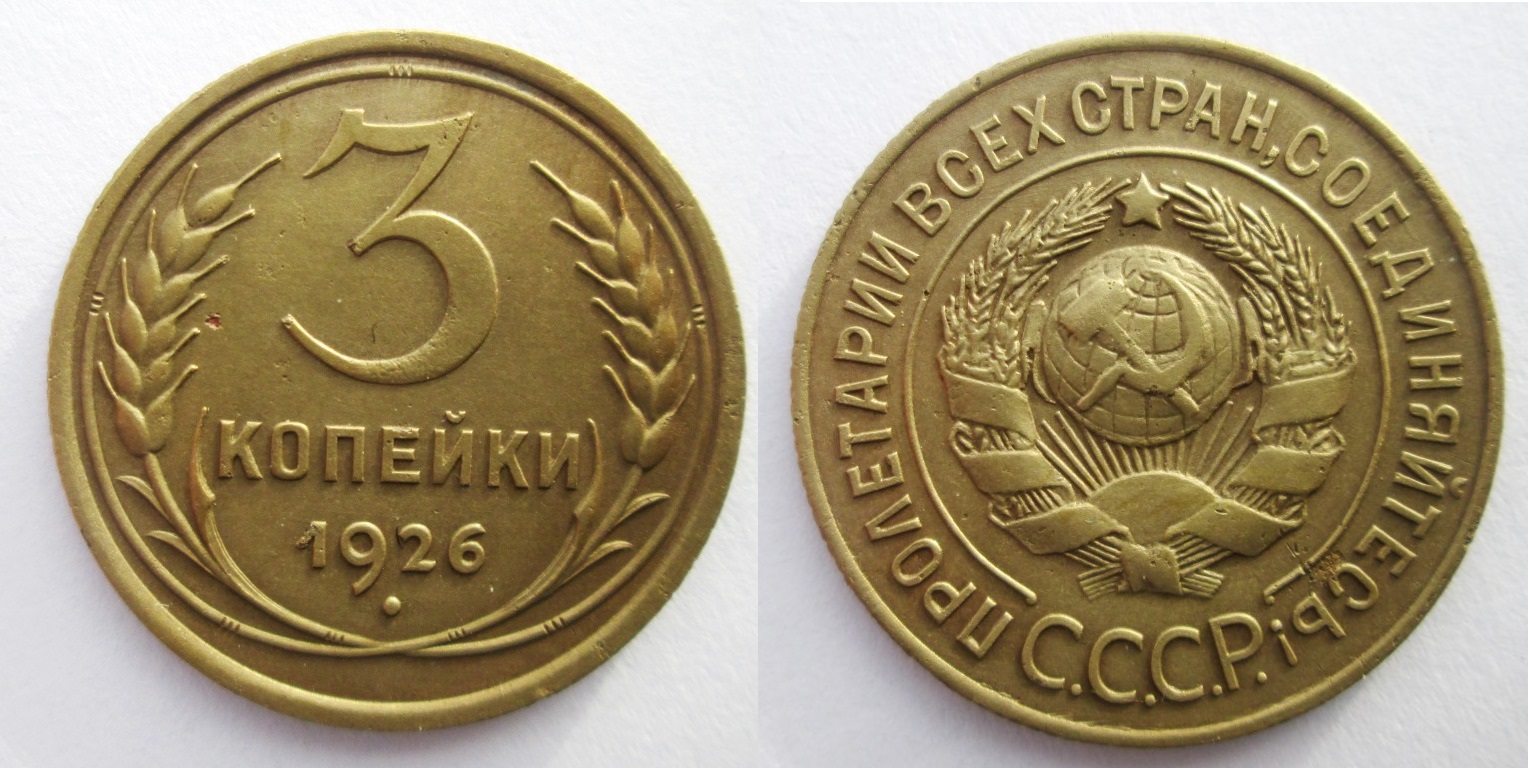 3
КОПЕЙКИ
1926
ПРОЛЕТАРИИ ВСЕХ СТРАН, СОЕДИНЯЙТЕСЬ!
С.С.С.Р.